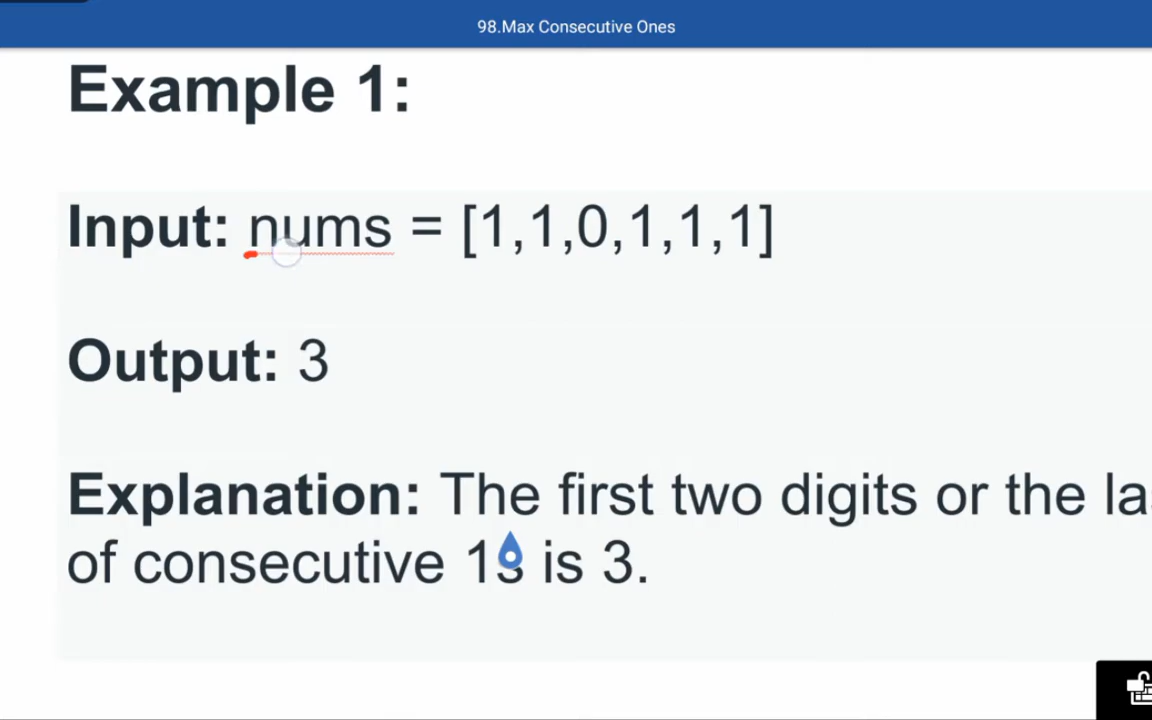 98.Max Consecutive Ones
Example 1:
Input: nums = [1,1,0,1,1,1]
Output: 3
Explanation: The first two digits or the
of consecutive 1s is 3.